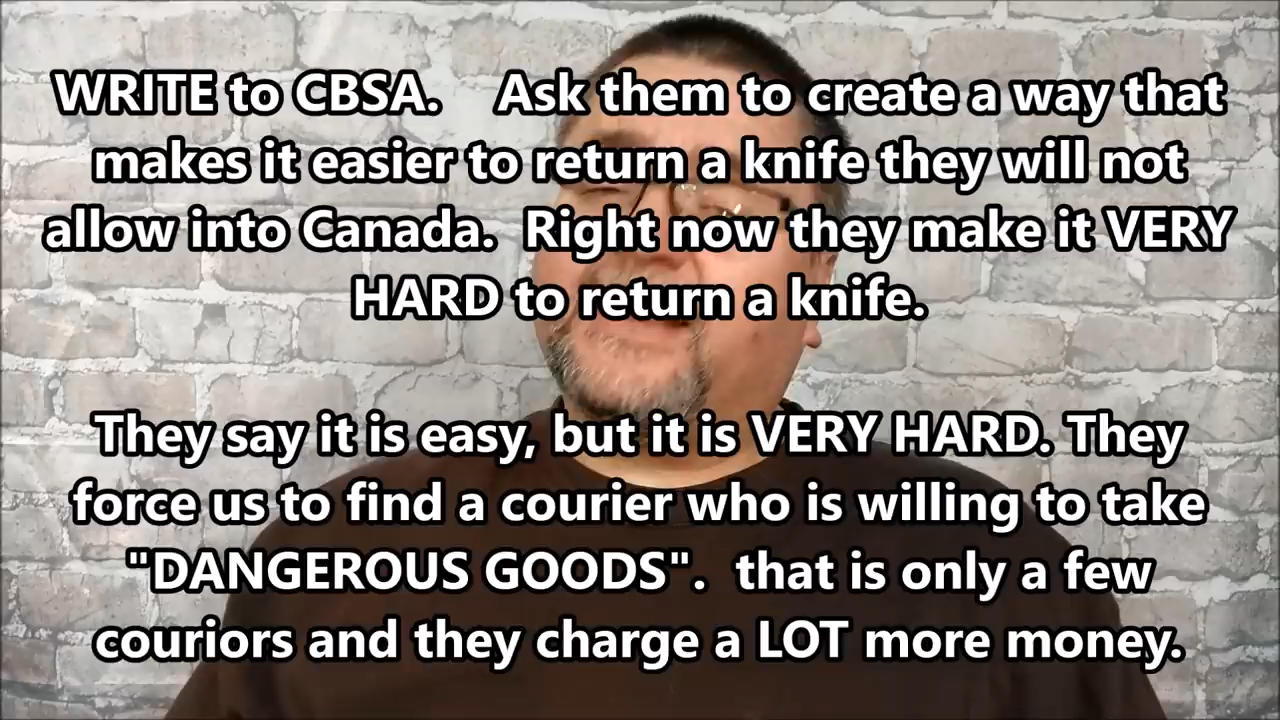 WRITE to CBSA. Ask them to create a way that
makes it easier to return a knife they will not
allow into Canada. Right now they make it VERY
HARD to return a knife.
They say it is easy, but it is VERY HARD. They
force us to find a courier who is willing to take
"DANGEROUS GOODS". that is only a few
couriors and they charge a LOT more money.